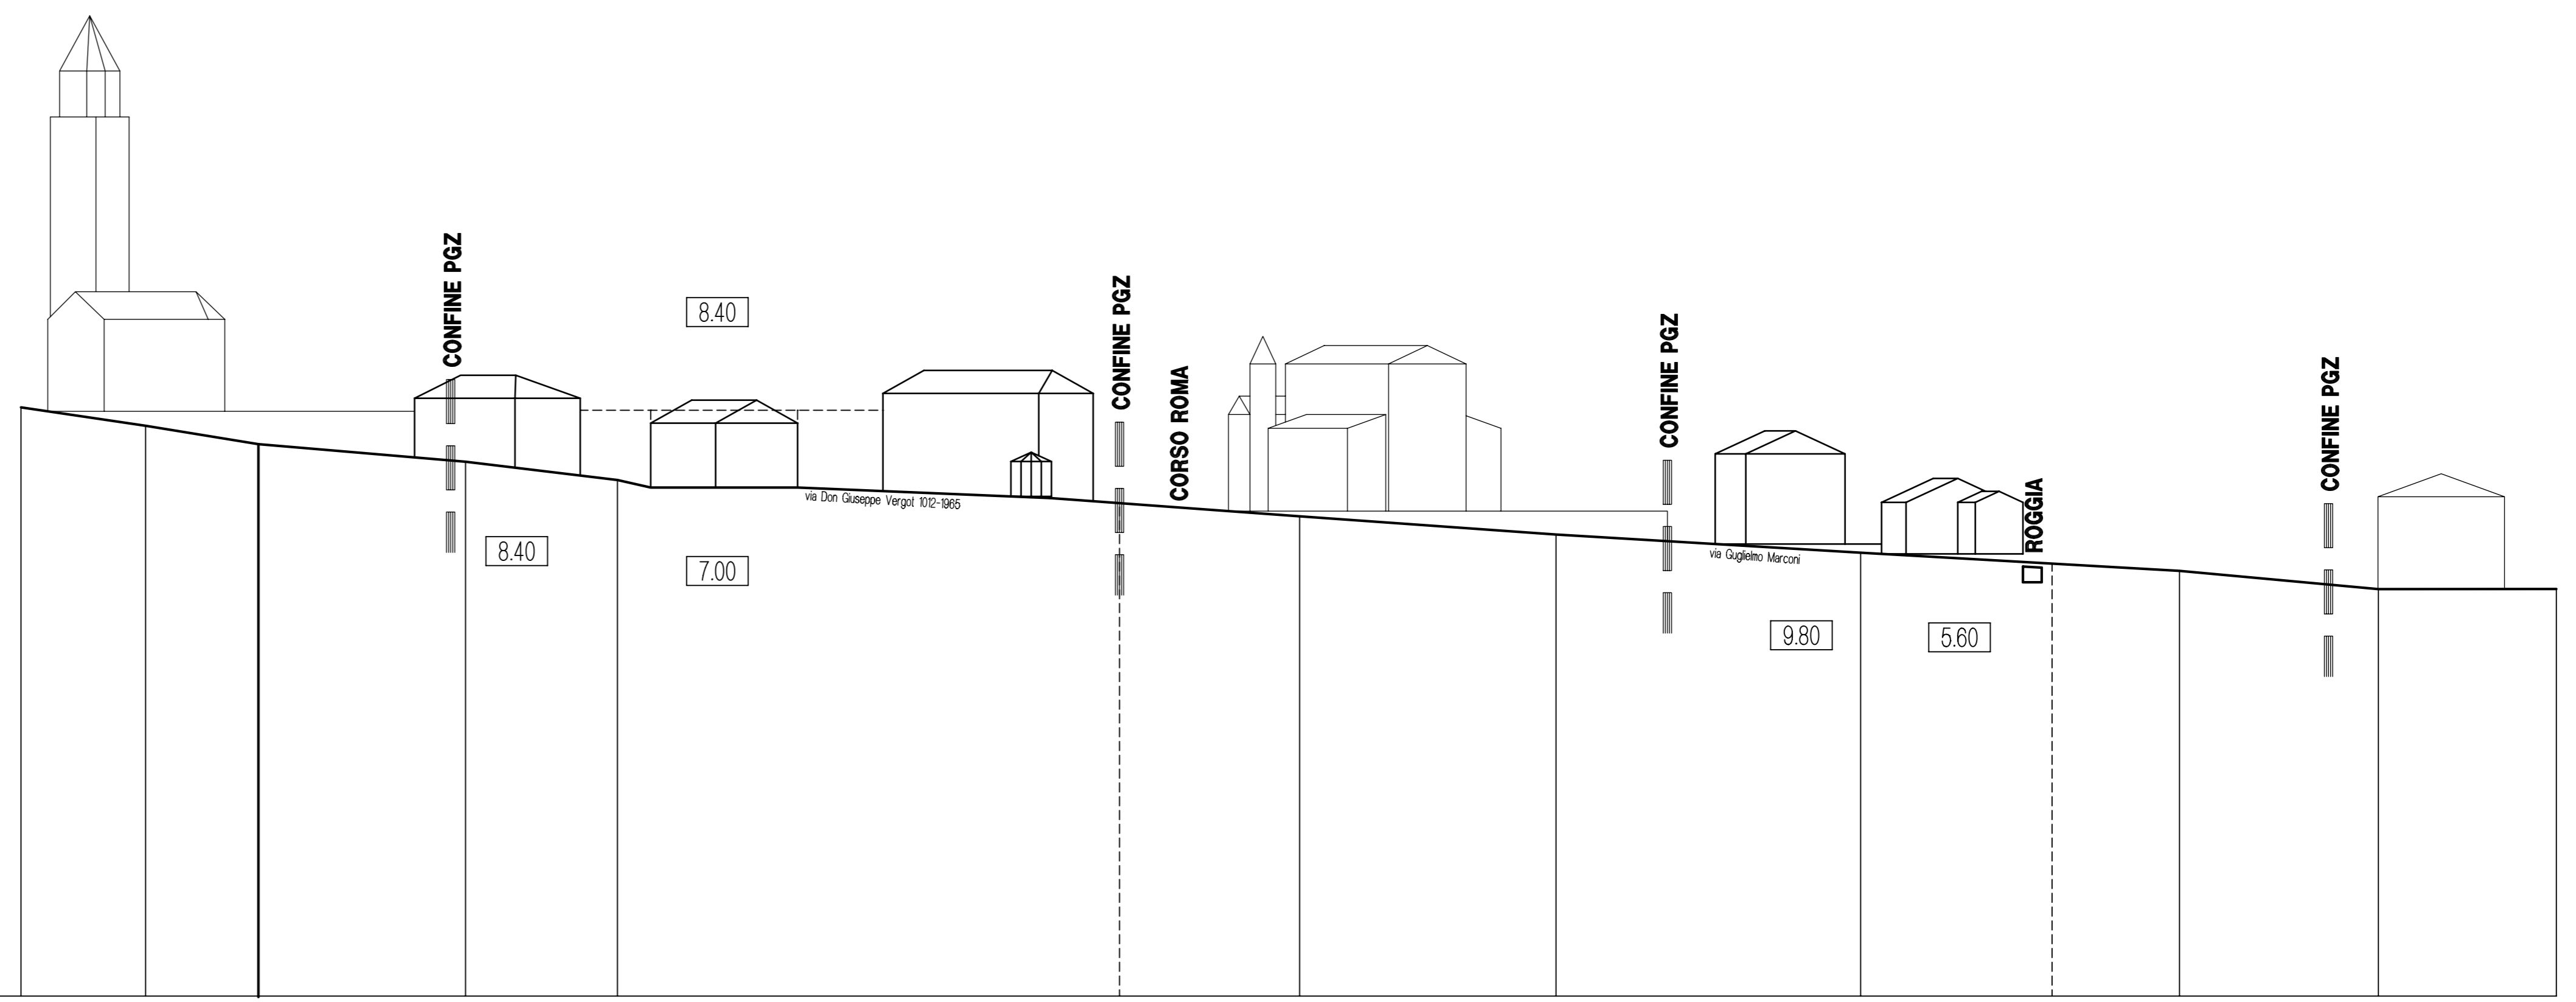 CONFINE PGZ
8.40
CONFINE PGZ
CORSO ROMA
CONFINE PGZ
CONFINE PGZ
ROGGIA
via Don Giuseppe Vergot 1012-1965
via Guglielmo Marconi
8.40
7.00
9.80
5.60